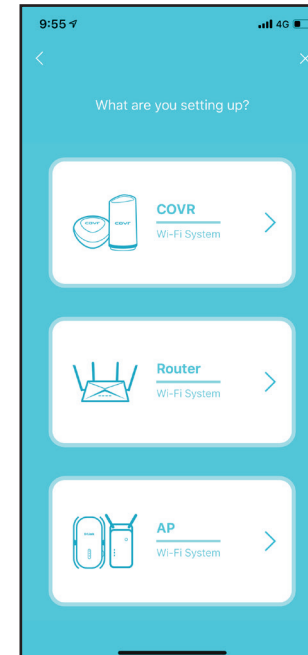 9:55
4G
What are you setting up?
covr
covr
COVR
Wi-Fi System
Router
Wi-Fi System
AP
Wi-Fi System